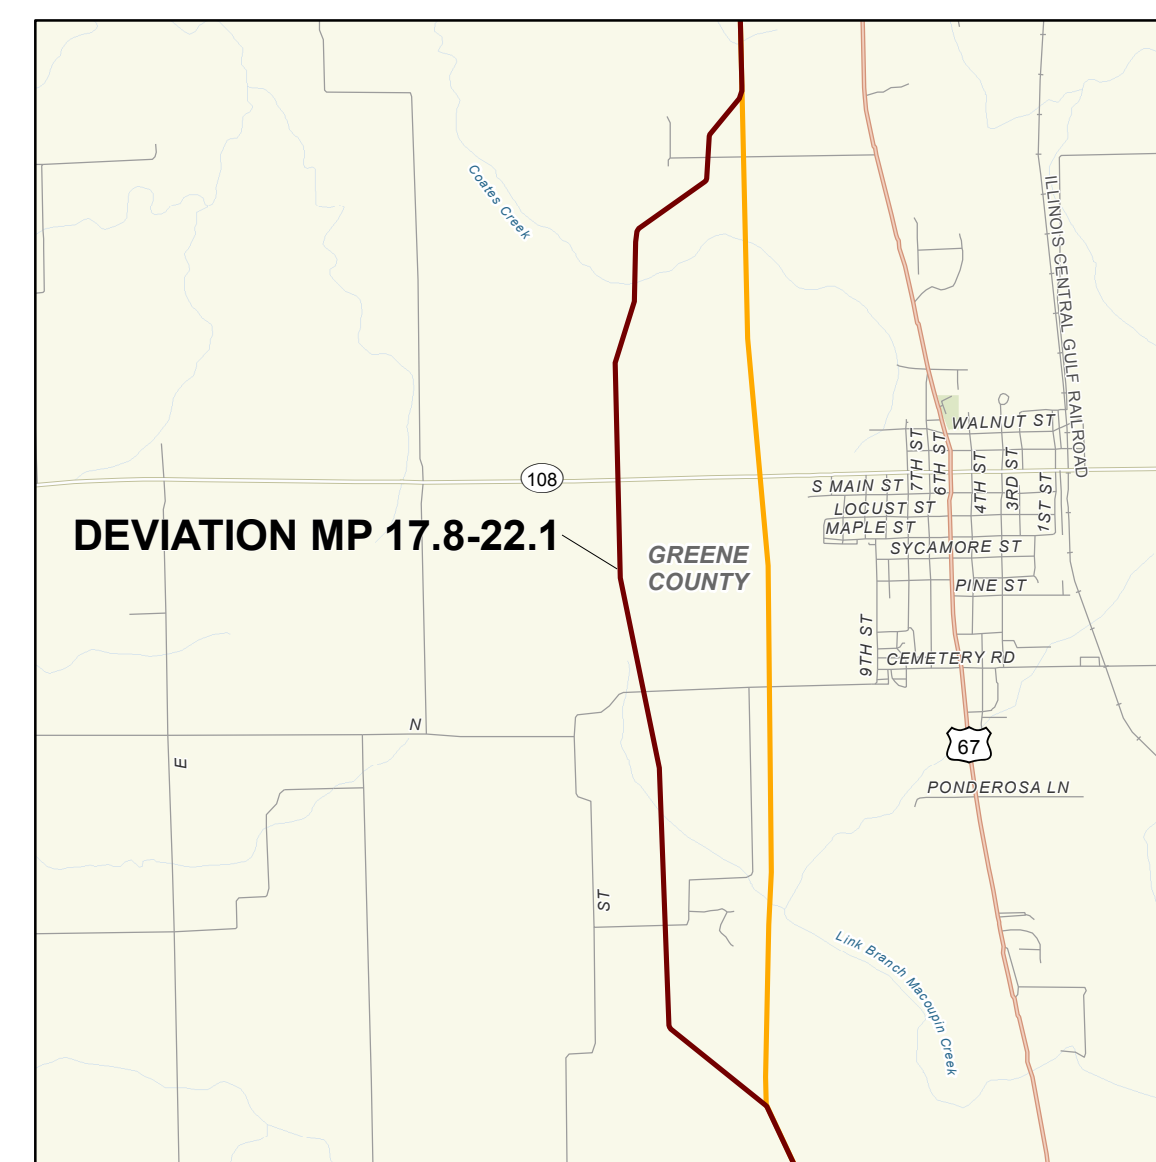 Coates Creek
ILLINOIS CENTRAL GULF RAILROAD
WALNUT ST
7TH ST
6TH ST
4TH ST
3RD ST
1ST ST
108
S MAIN ST
LOCUST ST
MAPLE ST
DEVIATION MP 17.8-22.1
SYCAMORE ST
GREENE
COUNTY
PINE ST
9TH ST
CEMETERY RD
N
E
67
PONDEROSA LN
ST
Link Branch Macoupin Creek